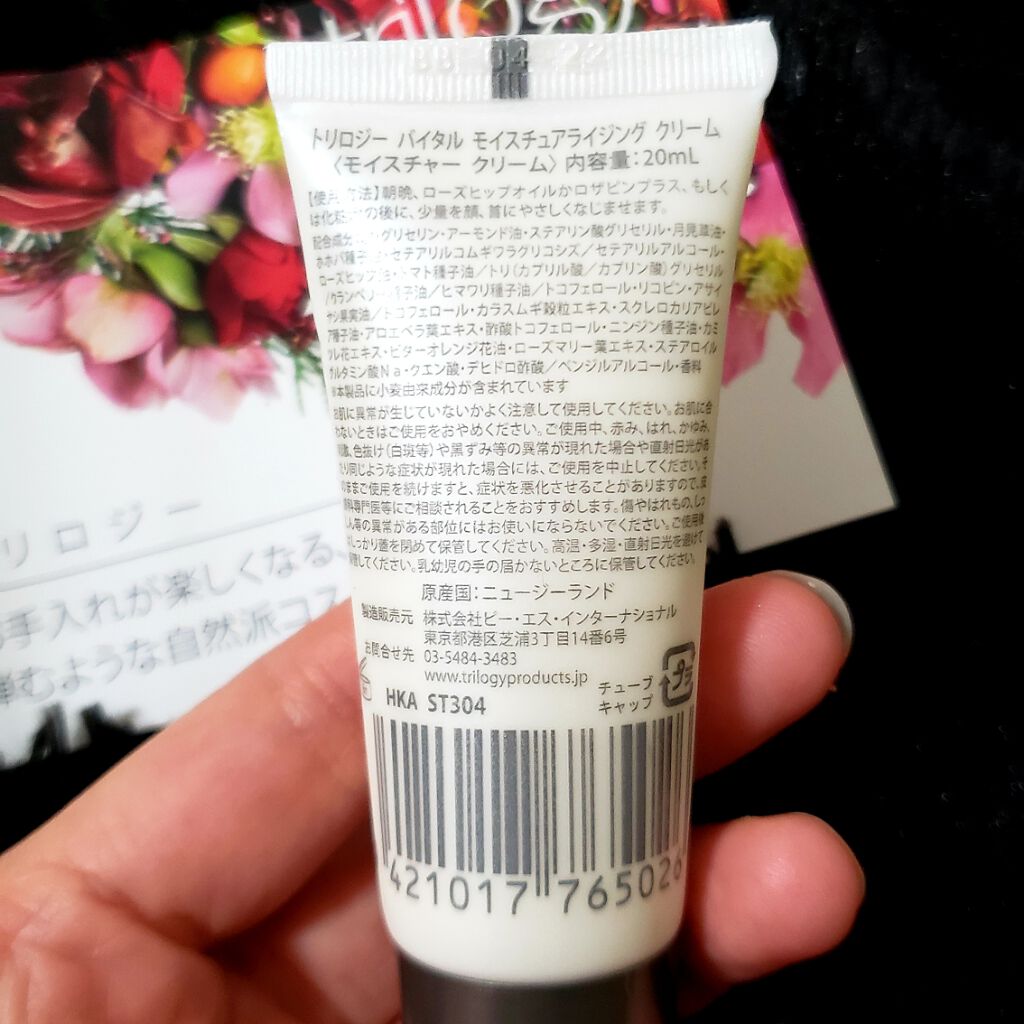 trilogy
04 22
トリロジー バイタル モイスチュアライジング クリーム
〈モイスチャー クリーム〉内容量:20mL
【使用方法】朝晩、ローズヒップオイルかロザピンプラス、もしく
は化粧水の後に、少量を顔、首にやさしくなじませます。
配合成分 グリセリン・アーモンド油・ステアリン酸グリセリル・月見草油・
ホホバ種子油・セテアリルコムギワラグリコシズ/セテアリルアルコール・
ローズヒップ油・トマト種子油/トリ(カプリル酸/カプリン酸)グリセリル
/クランベリー種子油/ヒマワリ種子油/トコフェロール・リコピン・アサイ
ヤシ果実油/トコフェロール・カラスムギ穀粒エキス・スクレロカリアビレ
ア種子油・アロエベラ葉エキス・酢酸トコフェロール・ニンジン種子油・カミ
ツレ花エキス・ビターオレンジ花油・ローズマリー葉エキス・ステアロイル
グルタミン酸Na・クエン酸・デヒドロ酢酸/ベンジルアルコール・香料
※本製品に小麦由来成分が含まれています
お肌に異常が生じていないかよく注意して使用してください。お肌に合
わないときはご使用をおやめください。ご使用中、赤み、はれ、かゆみ、
刺激、色抜け(白斑等)や黒ずみ等の異常が現れた場合や直射日光があ
たり同じような症状が現れた場合には、ご使用を中止してください。そ
のままご使用を続けますと、症状を悪化させることがありますので、皮
膚科専門医等にご相談されることをおすすめします。傷やはれもの、しっ
しん等の異常がある部位にはお使いにならないでください。ご使用後
はしっかり蓋を閉めて保管してください。高温・多湿・直射日光を避けて
保管してください。乳幼児の手の届かないところに保管してください。
原産国:ニュージーランド
製造販売元 株式会社ピー・エス・インターナショナル
東京都港区芝浦3丁目14番6号
お問合せ先 03-5484-3483
www.trilogyproducts.jp
HKA ST304
チューブ
キャップ
プラ
421017 765026
リロジー
手入れが楽しくなる
弾むような自然派コス